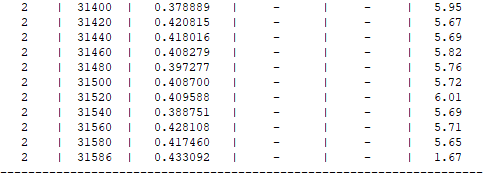 2 | 31400 | 0.378889 | - | - | 5.95
2 | 31420 | 0.420815 | - | - | 5.67
2 | 31440 | 0.418016 | - | - | 5.69
2 | 31460 | 0.408279 | - | - | 5.82
2 | 31480 | 0.397277 | - | - | 5.76
2 | 31500 | 0.408700 | - | - | 5.72
2 | 31520 | 0.409588 | - | - | 6.01
2 | 31540 | 0.388751 | - | - | 5.69
2 | 31560 | 0.428108 | - | - | 5.71
2 | 31580 | 0.417460 | - | - | 5.65
2 | 31586 | 0.433092 | - | - | 1.67
----------------------------------------------------------------------